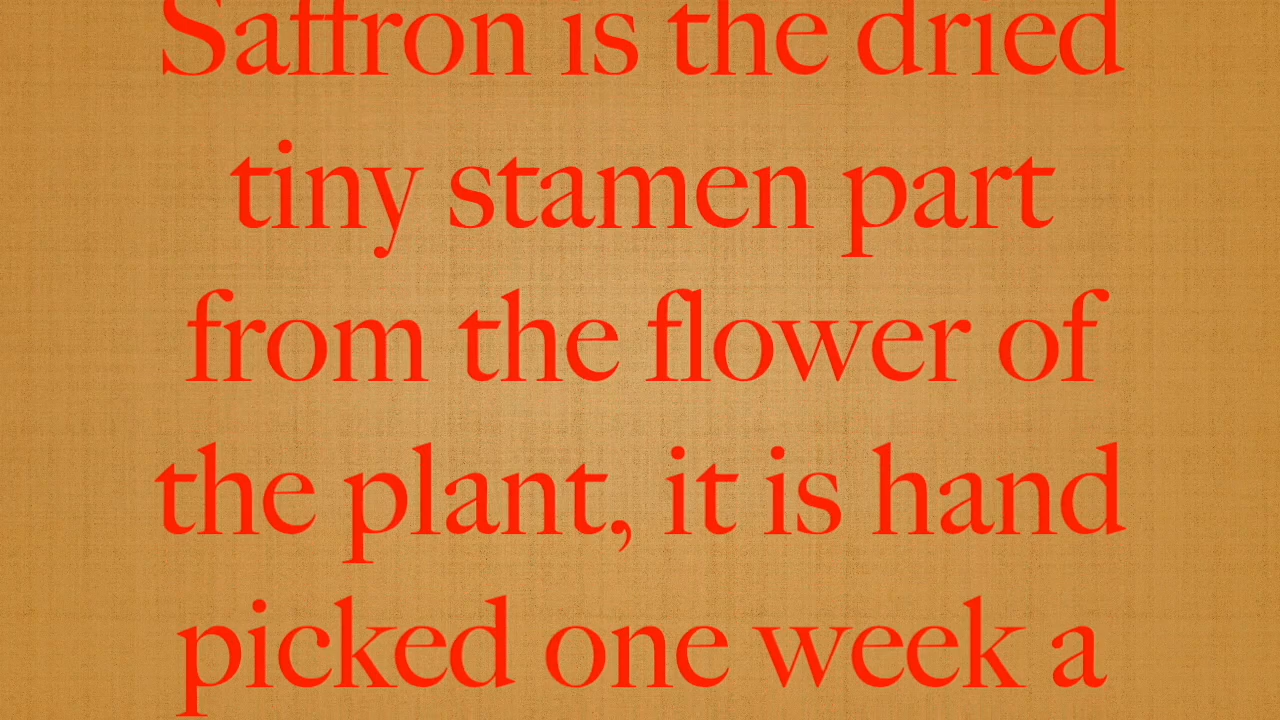 Saffron is the dried
tiny stamen part
from the flower of
the plant, it is hand
picked one week a